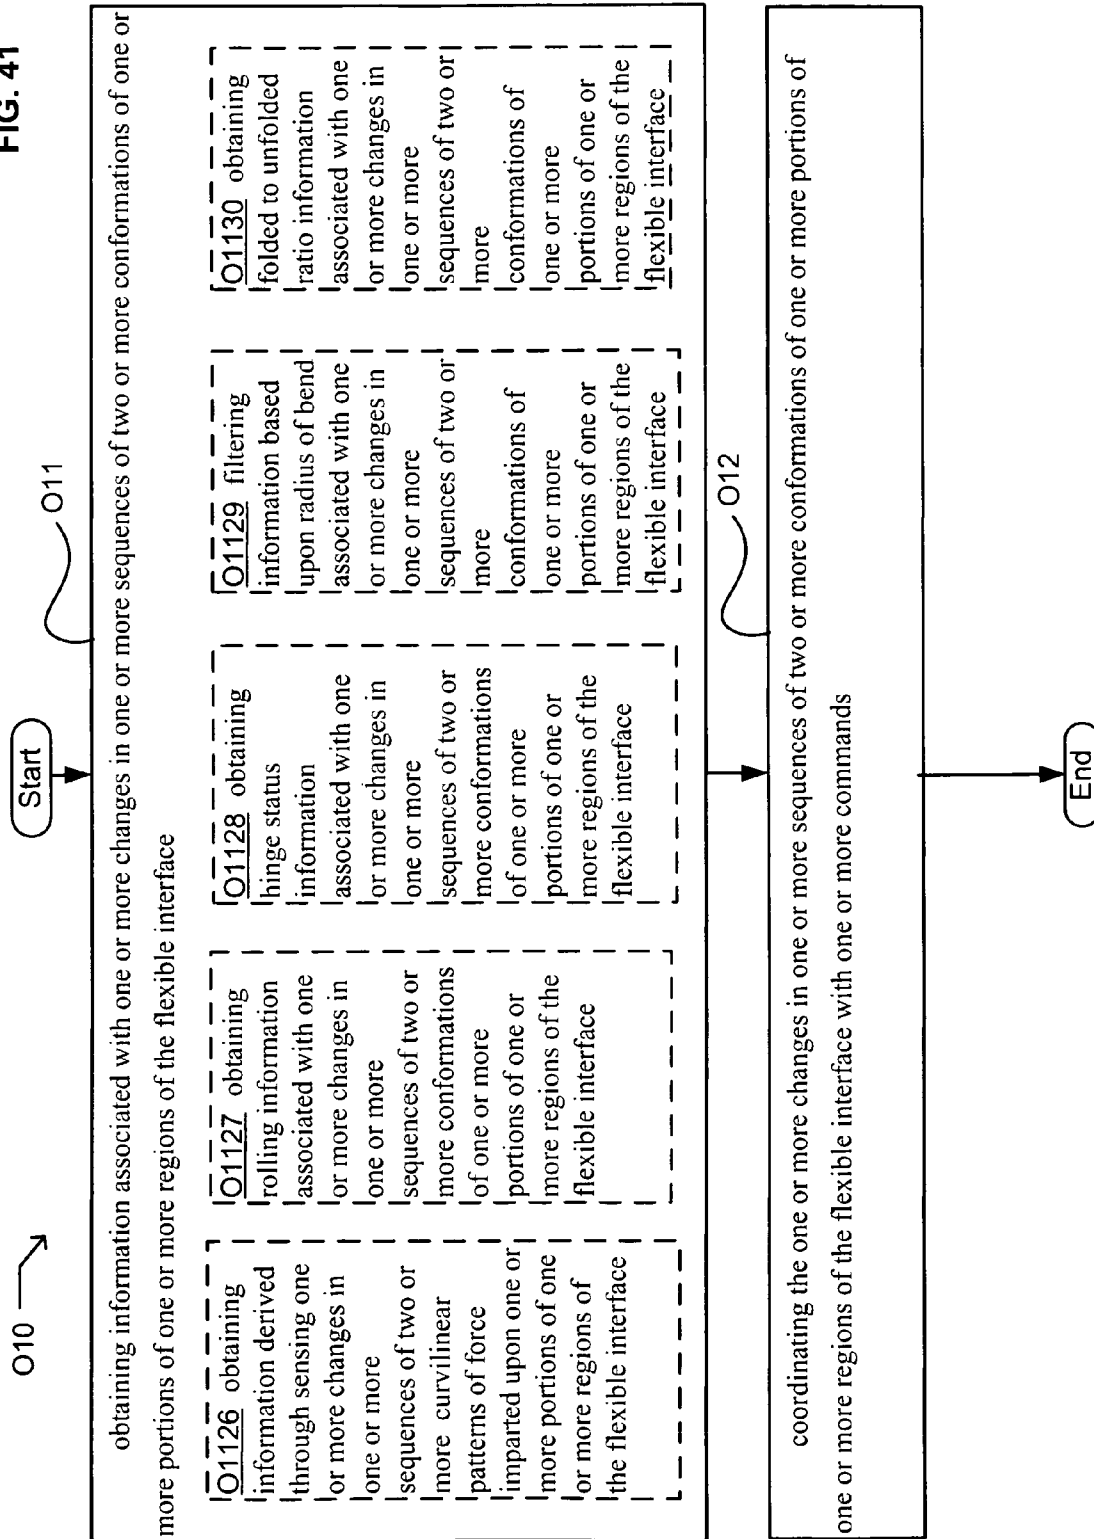 FIG. 41
O10
Start
O11
obtaining information associated with one or more changes in one or more sequences of two or more conformations of one or
more portions of one or more regions of the flexible interface
O1126 obtaining
information derived
through sensing one
or more changes in
one or more
sequences of two or
more curvilinear
patterns of force
imparted upon one or
more portions of one
or more regions of
the flexible interface
O1127 obtaining
rolling information
associated with one
or more changes in
one or more
sequences of two or
more conformations
of one or more
portions of one or
more regions of the
flexible interface
O1128 obtaining
hinge status
information
associated with one
or more changes in
one or more
sequences of two or
more conformations
of one or more
portions of one or
more regions of the
flexible interface
O1129 filtering
information based
upon radius of bend
associated with one
or more changes in
one or more
sequences of two or
more
conformations of
one or more
portions of one or
more regions of the
flexible interface
O1130 obtaining
folded to unfolded
ratio information
associated with one
or more changes in
one or more
sequences of two or
more
conformations of
one or more
portions of one or
more regions of the
flexible interface
O12
coordinating the one or more changes in one or more sequences of two or more conformations of one or more portions of
one or more regions of the flexible interface with one or more commands
End